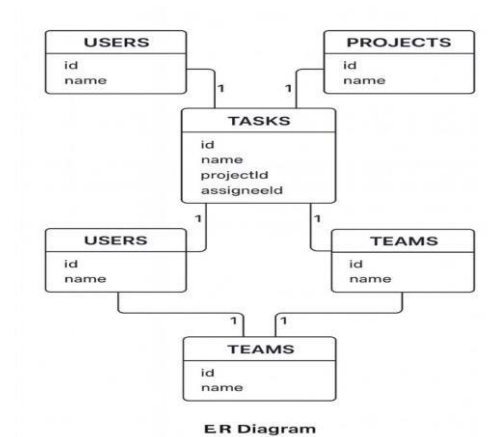 USERS
id
name
PROJECTS
id
name
1
1
TASKS
id
name
projectId
assigneeId
1
1
USERS
id
name
TEAMS
id
name
1
1
TEAMS
id
name
ER Diagram